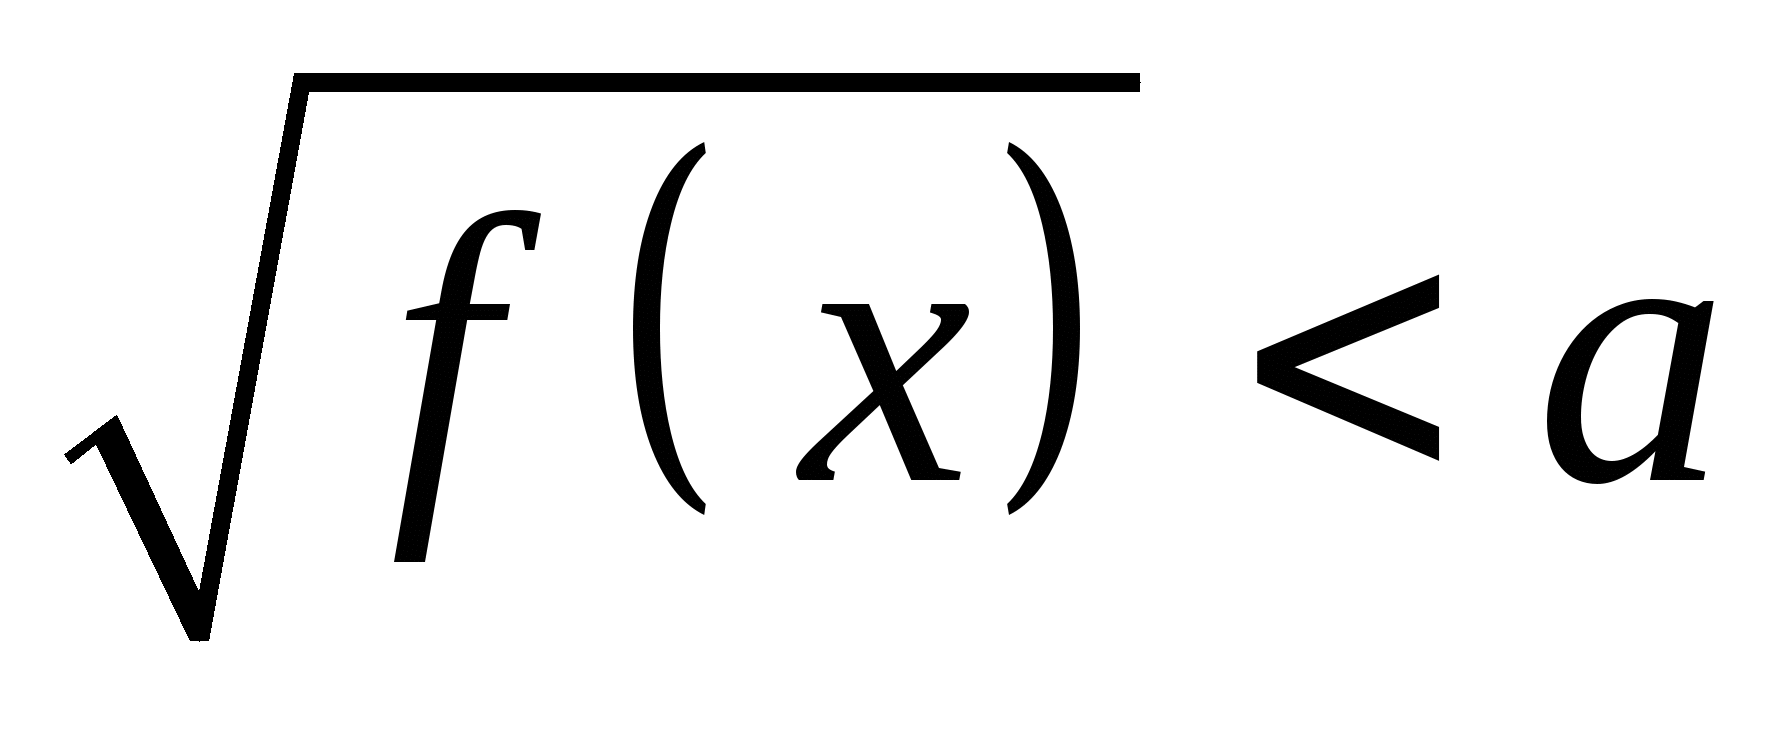 √f(x) < a